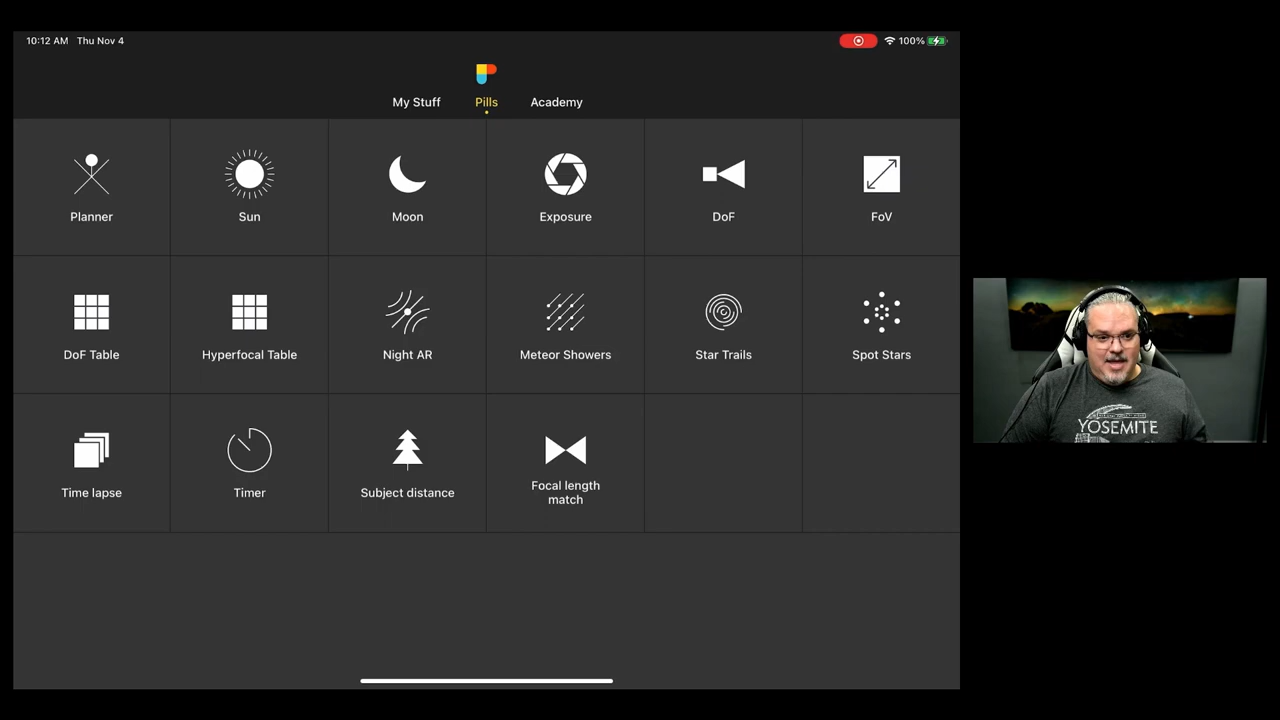 10:12 AM Thu Nov 4
100%
My Stuff Pills Academy
Planner Sun Moon Exposure DoF FoV
DoF Table Hyperfocal Table Night AR Meteor Showers Star Trails Spot Stars
Time lapse Timer Subject distance Focal length
match
YOSEMITE